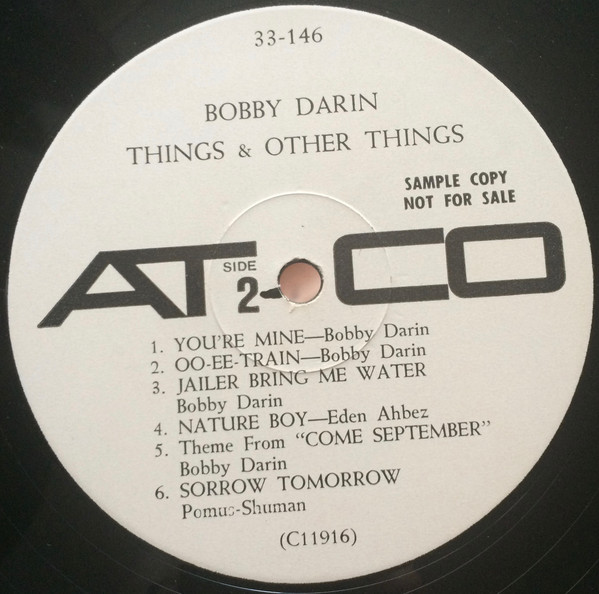 33-146
BOBBY DARIN
THINGS & OTHER THINGS
SAMPLE COPY
NOT FOR SALE
ATCO
SIDE
2
1. YOU'RE MINE—Bobby Darin
2. OO-EE-TRAIN—Bobby Darin
3. JAILER BRING ME WATER
Bobby Darin
4. NATURE BOY—Eden Ahbez
5. Theme From "COME SEPTEMBER"
Bobby Darin
6. SORROW TOMORROW
Pomus-Shuman
(C11916)